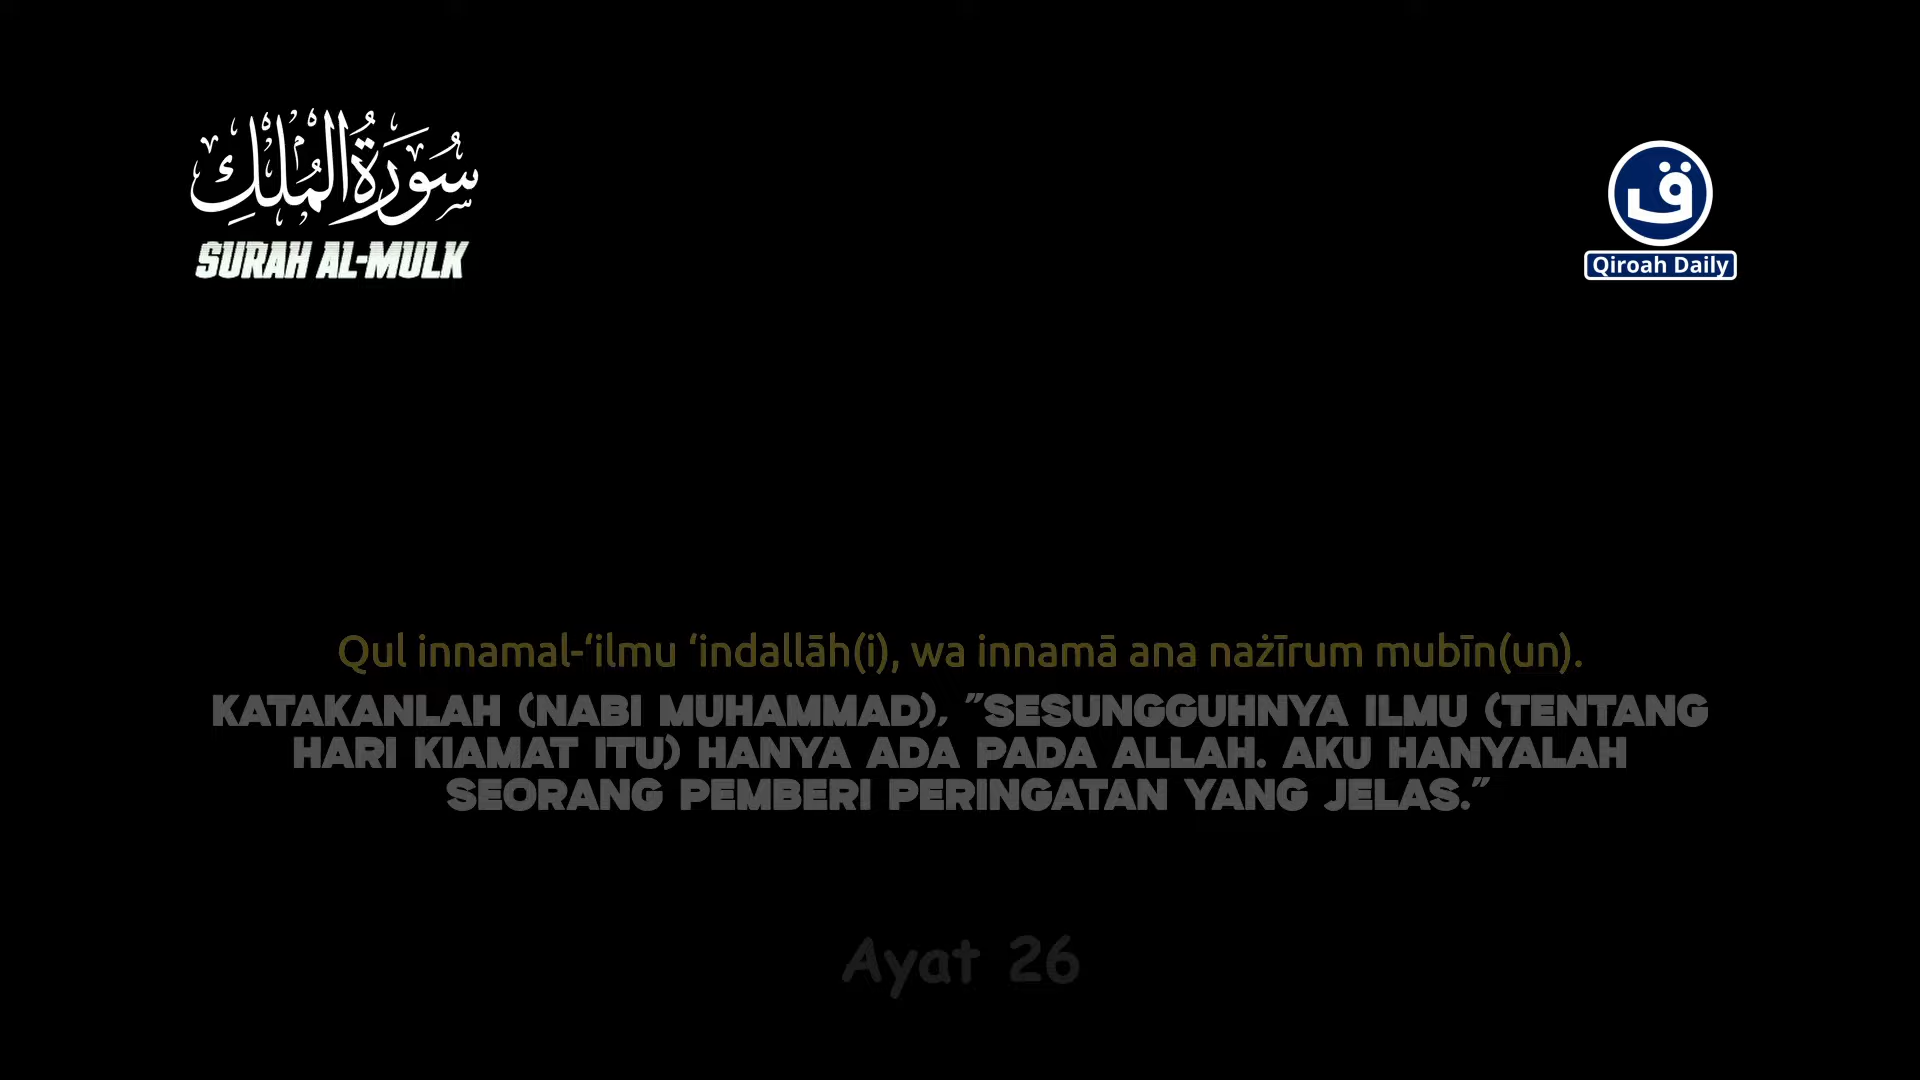 سُورَةُ الْمُلْكِ
SURAH AL-MULK
ق
Qiroah Daily
Qul innamal-‘ilmu ‘indallāh(i), wa innamā ana nażīrum mubīn(un).
KATAKANLAH (NABI MUHAMMAD), "SESUNGGUHNYA ILMU (TENTANG
HARI KIAMAT ITU) HANYA ADA PADA ALLAH. AKU HANYALAH
SEORANG PEMBERI PERINGATAN YANG JELAS."
Ayat 26